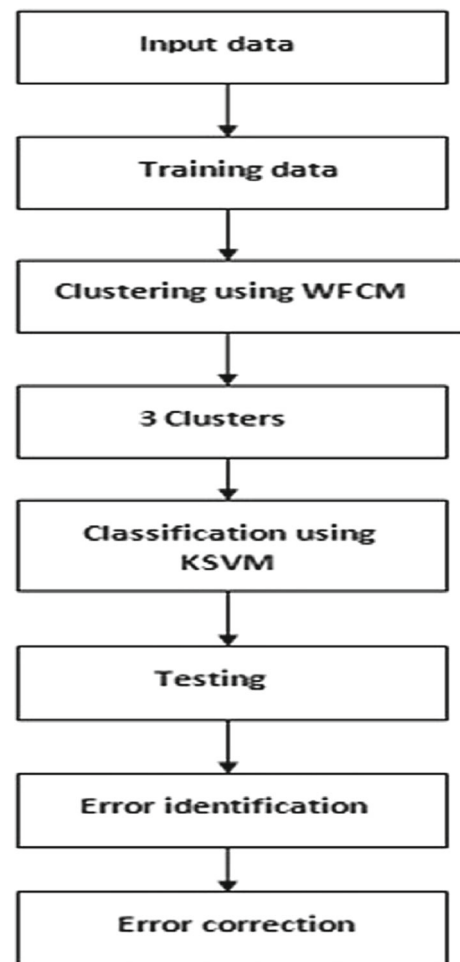 Input data
Training data
Clustering using WFCM
3 Clusters
Classification using
KSVM
Testing
Error identification
Error correction